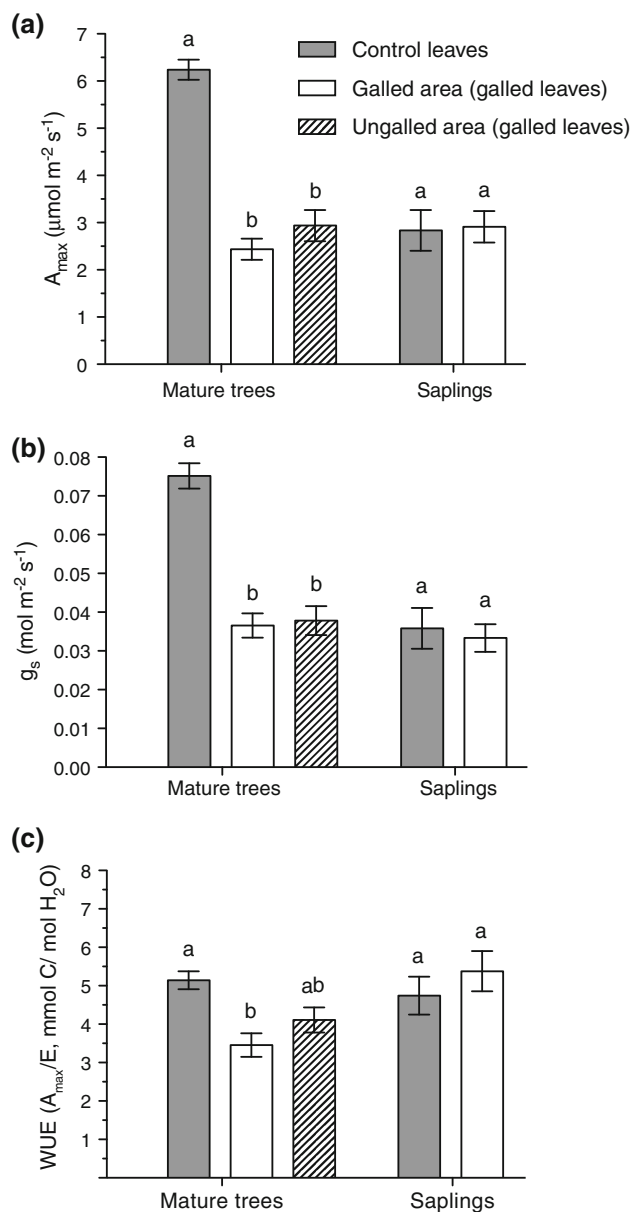 (a)
7
6
5
4
3
2
1
0
A_max (µmol m⁻² s⁻¹)
Control leaves
Galled area (galled leaves)
Ungalled area (galled leaves)
a
b
b
a
a
Mature trees
Saplings
(b)
0.08
0.07
0.06
0.05
0.04
0.03
0.02
0.01
0.00
g_s (mol m⁻² s⁻¹)
a
b
b
a
a
Mature trees
Saplings
(c)
8
7
6
5
4
3
2
1
WUE (A_max/E, mmol C/ mol H₂O)
a
b
ab
a
a
Mature trees
Saplings